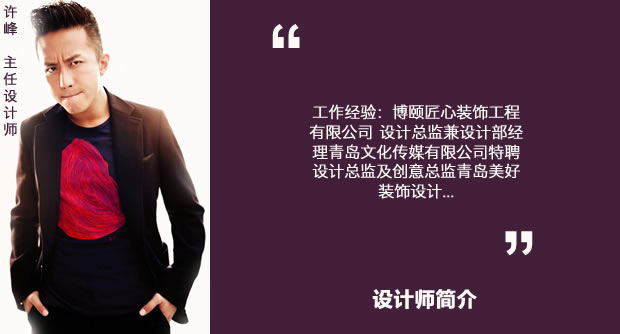 许峰 主任设计师
“
工作经验：博颐匠心装饰工程
有限公司 设计总监兼设计部经
理青岛文化传媒有限公司特聘
设计总监及创意总监青岛美好
装饰设计...
”
设计师简介